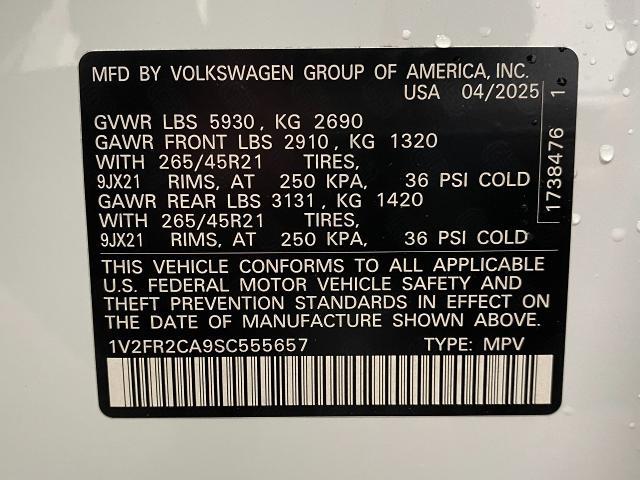 MFD BY VOLKSWAGEN GROUP OF AMERICA, INC.
USA 04/2025
GVWR LBS 5930, KG 2690
GAWR FRONT LBS 2910, KG 1320
WITH 265/45R21 TIRES,
9JX21 RIMS, AT 250 KPA, 36 PSI COLD
GAWR REAR LBS 3131, KG 1420
WITH 265/45R21 TIRES,
9JX21 RIMS, AT 250 KPA, 36 PSI COLD
THIS VEHICLE CONFORMS TO ALL APPLICABLE
U.S. FEDERAL MOTOR VEHICLE SAFETY AND
THEFT PREVENTION STANDARDS IN EFFECT ON
THE DATE OF MANUFACTURE SHOWN ABOVE.
1V2FR2CA9SC555657 TYPE: MPV
1738476 1